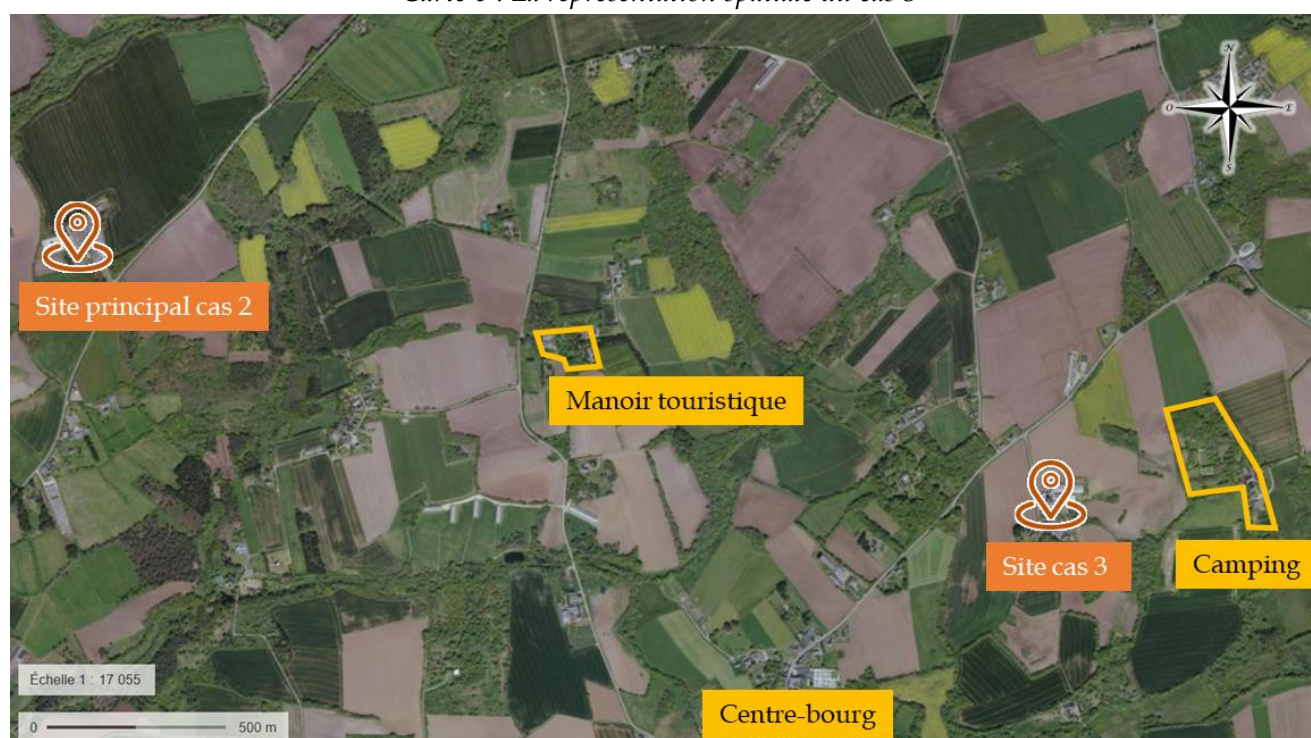 N
O
E
S
Site principal cas 2
Manoir touristique
Site cas 3
Camping
Centre-bourg
Échelle 1 : 17 055
0 500 m